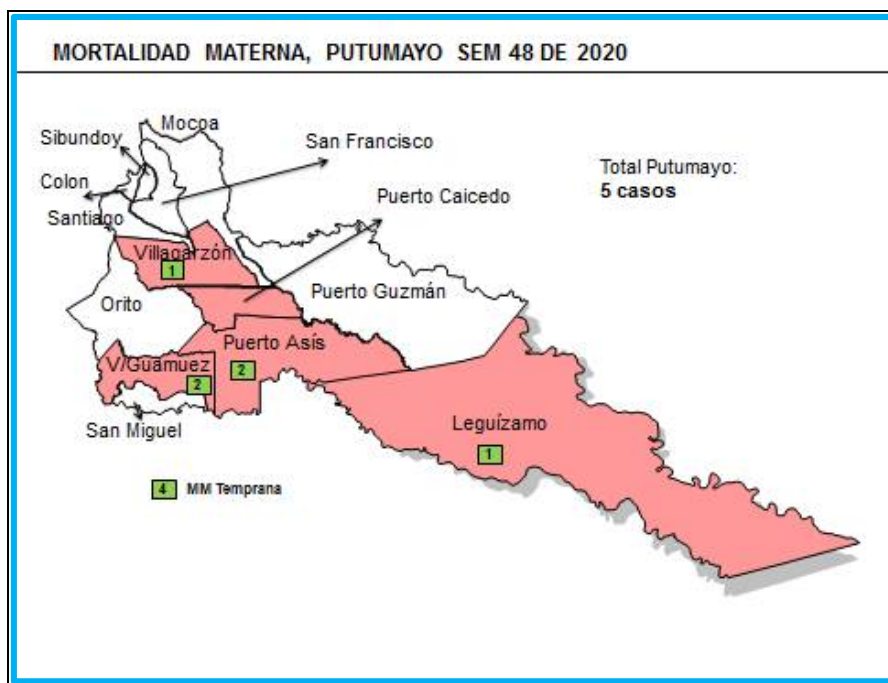 MORTALIDAD MATERNA, PUTUMAYO SEM 48 DE 2020
Mocoa
Sibundoy
San Francisco
Total Putumayo:
5 casos
Colon
Puerto Caicedo
Santiago
Villagarzón
1
Puerto Guzmán
Orito
Puerto Asís
V/Guamuez
2
2
San Miguel
Leguízamo
1
4 MM Temprana